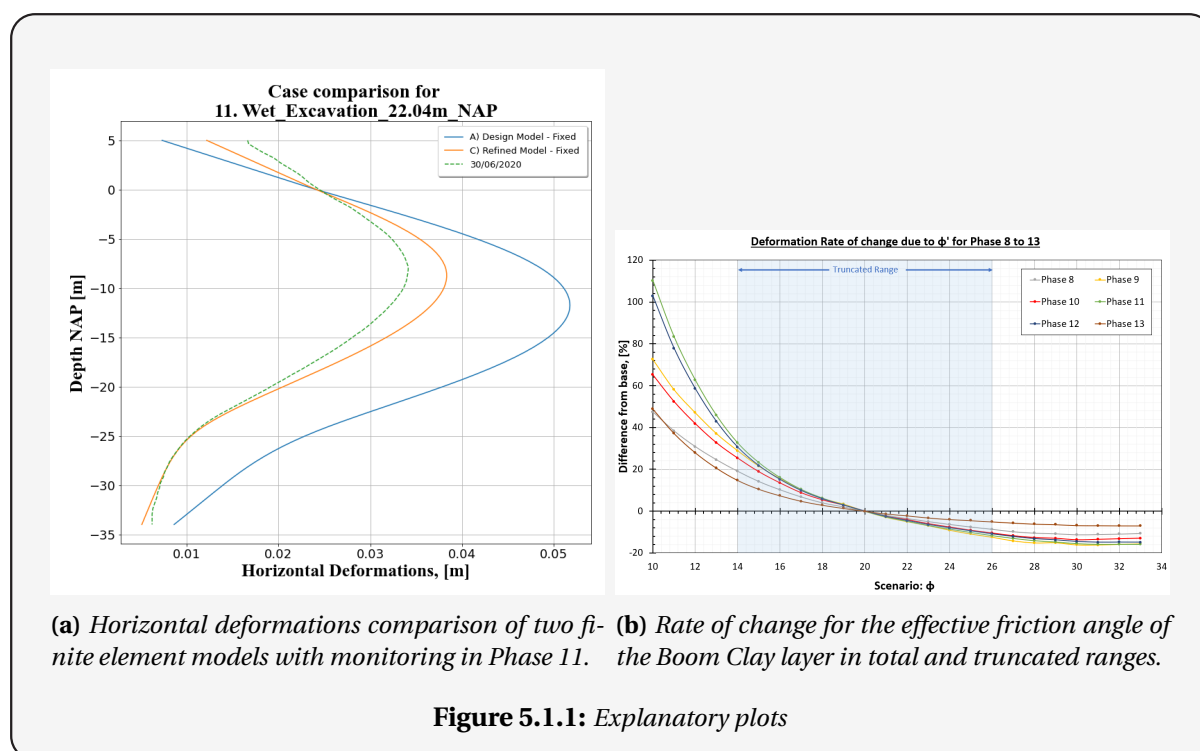 Case comparison for
11. Wet_Excavation_22.04m_NAP
A) Design Model - Fixed
C) Refined Model - Fixed
30/06/2020
5
0
−5
−10
−15
−20
−25
−30
−35
Depth NAP [m]
0.01 0.02 0.03 0.04 0.05
Horizontal Deformations, [m]
Deformation Rate of change due to ϕ' for Phase 8 to 13
Truncated Range
Phase 8 Phase 9
Phase 10 Phase 11
Phase 12 Phase 13
120
100
80
60
40
20
0
-20
Difference from base, [%]
10 12 14 16 18 20 22 24 26 28 30 32 34
Scenario: ϕ
(a) Horizontal deformations comparison of two fi-
nite element models with monitoring in Phase 11.
(b) Rate of change for the effective friction angle of
the Boom Clay layer in total and truncated ranges.
Figure 5.1.1: Explanatory plots